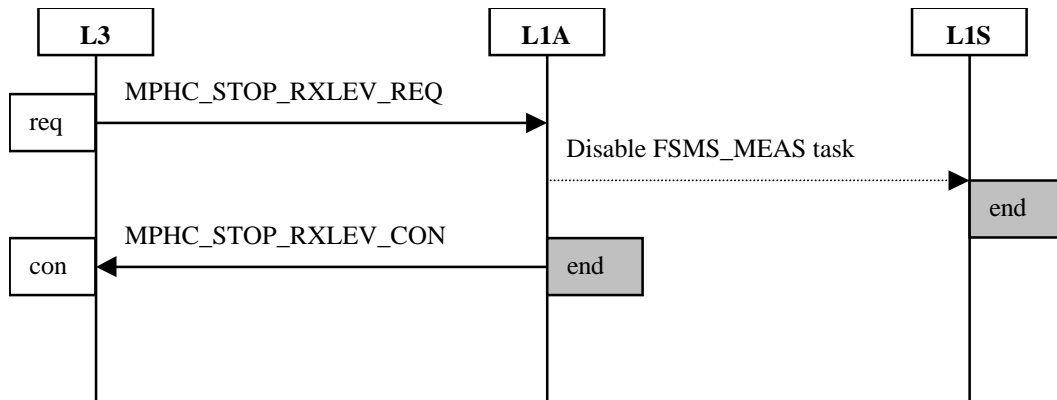 L3
L1A
L1S
MPHC_STOP_RXLEV_REQ
req
Disable FSMS_MEAS task
end
MPHC_STOP_RXLEV_CON
con
end